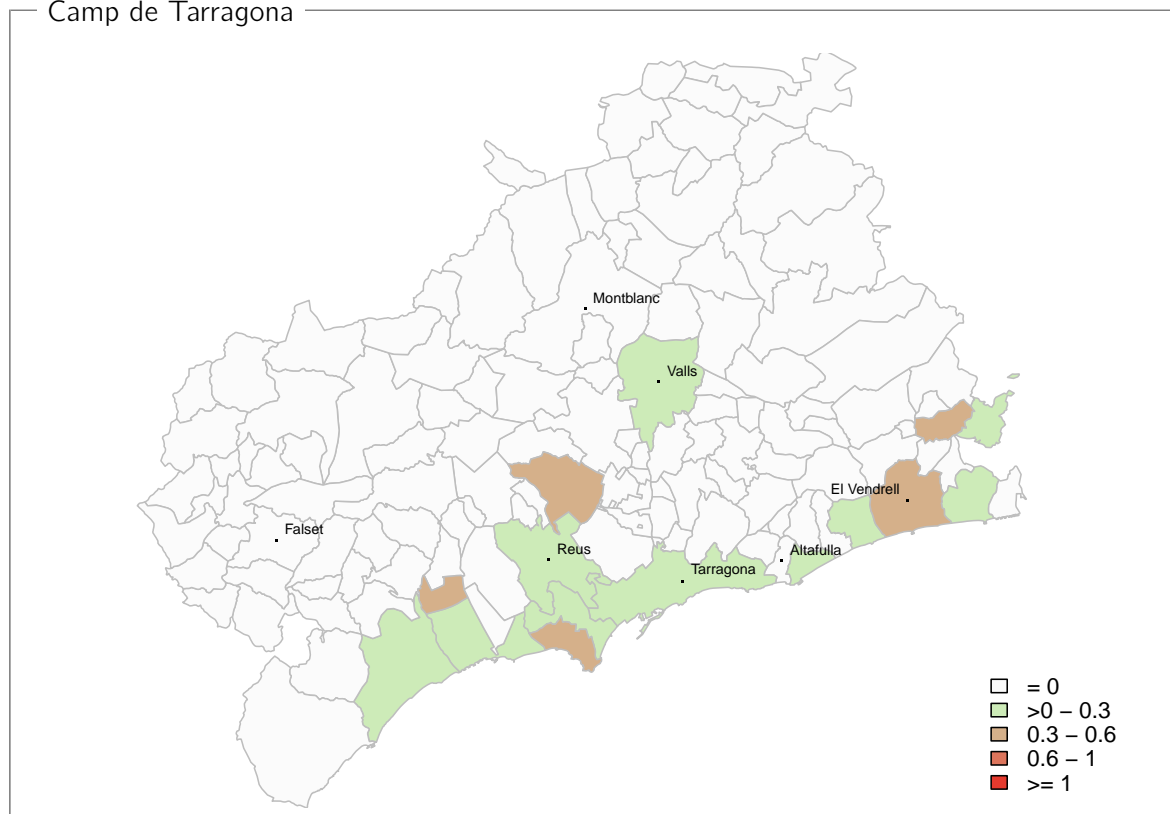 Camp de Tarragona
Montblanc
Valls
El Vendrell
Falset
Reus
Altafulla
Tarragona
= 0
>0 – 0.3
0.3 – 0.6
0.6 – 1
>= 1